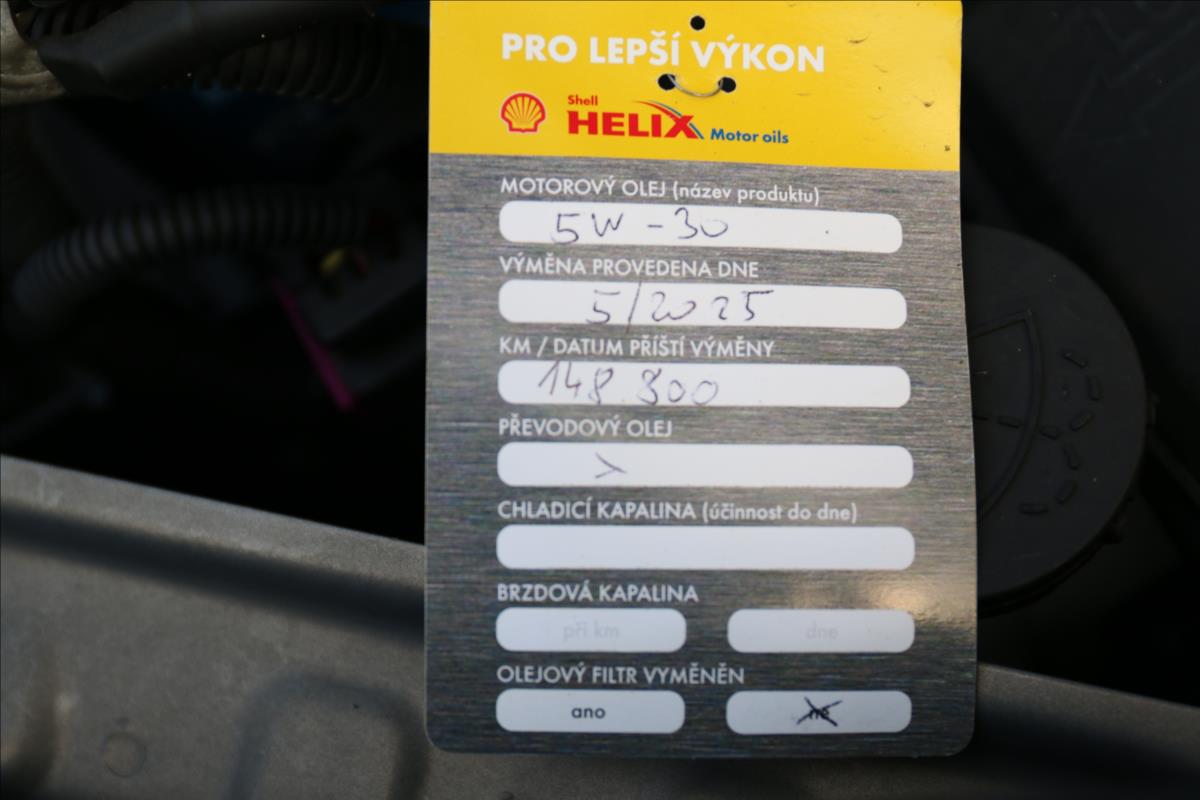 PRO LEPŠÍ VÝKON
Shell
HELIX Motor oils
MOTOROVÝ OLEJ (název produktu)
5W-30
VÝMĚNA PROVEDENA DNE
5/2025
KM / DATUM PŘÍŠTÍ VÝMĚNY
148.800
PŘEVODOVÝ OLEJ
CHLADICÍ KAPALINA (účinnost do dne)
BRZDOVÁ KAPALINA
při km dne
OLEJOVÝ FILTR VYMĚNĚN
ano ne